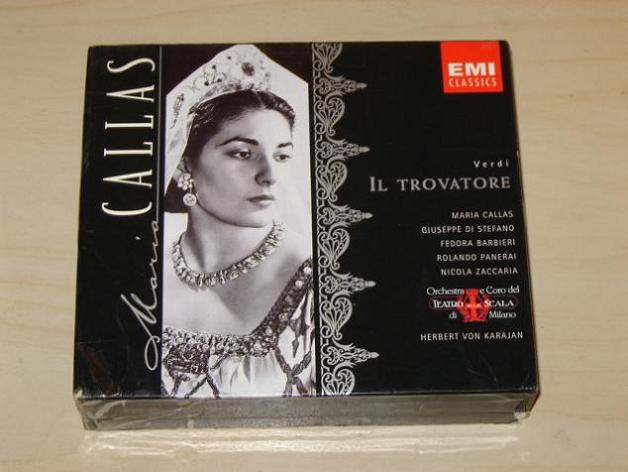 Maria CALLAS
EMI
CLASSICS
Verdi
IL TROVATORE
MARIA CALLAS
GIUSEPPE DI STEFANO
FEDORA BARBIERI
ROLANDO PANERAI
NICOLA ZACCARIA
Orchestra e Coro del
TEATRO ALLA SCALA
di Milano
HERBERT VON KARAJAN